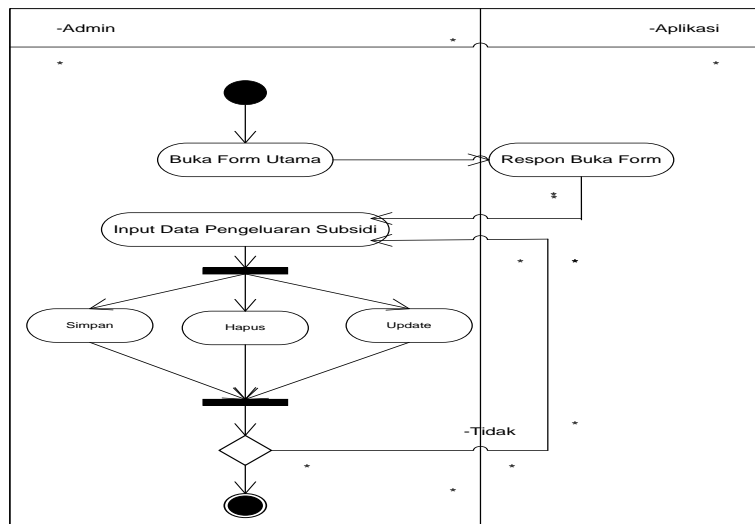 -Admin
-Aplikasi
*
*
*
Buka Form Utama
Respon Buka Form
*
*
Input Data Pengeluaran Subsidi
*
*
Simpan
Hapus
Update
*
-Tidak
*
*
*